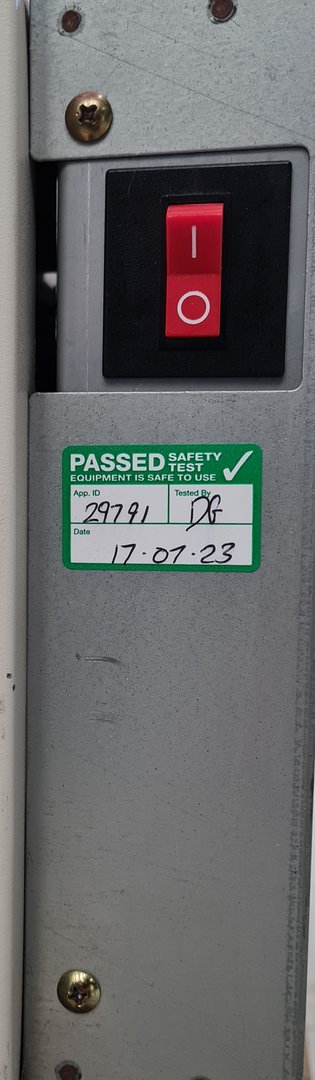 I
O
PASSED SAFETY TEST
EQUIPMENT IS SAFE TO USE
App. ID
29791
Tested By
DG
Date
17.07.23